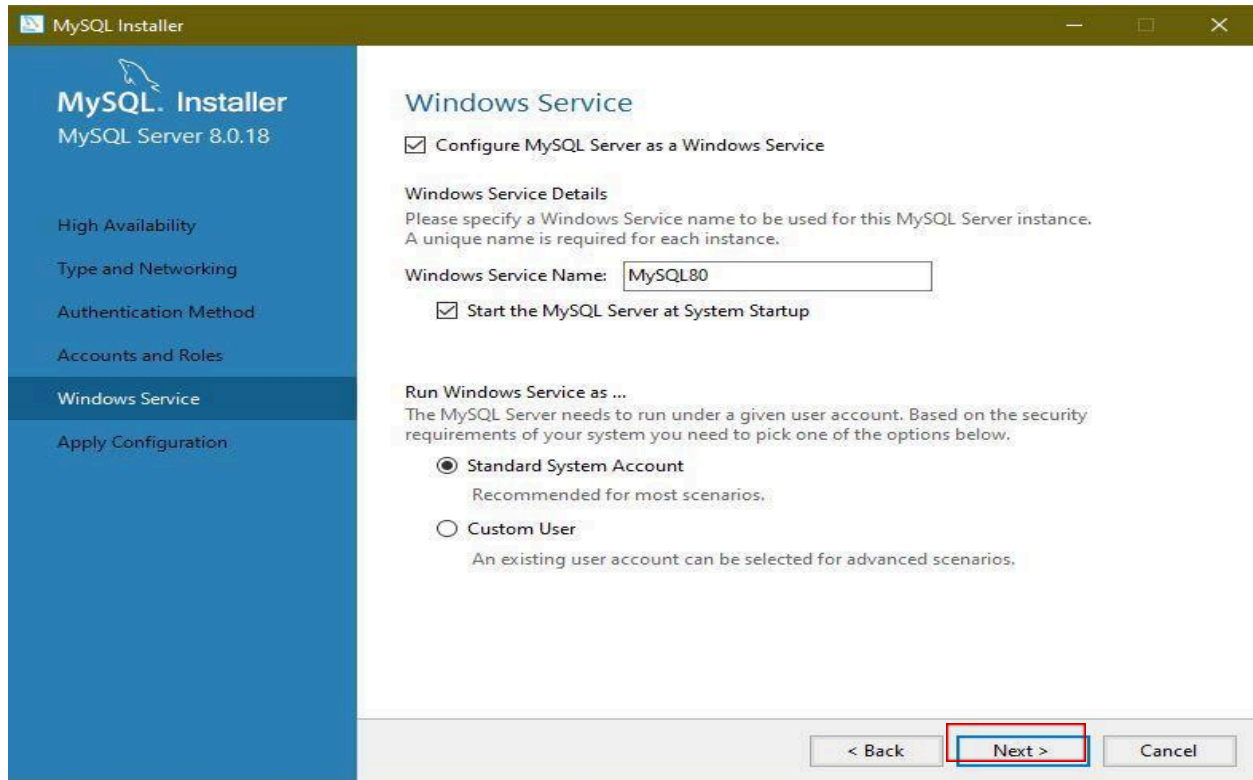 MySQL Installer
MySQL. Installer
MySQL Server 8.0.18
High Availability
Type and Networking
Authentication Method
Accounts and Roles
Windows Service
Apply Configuration
Windows Service
Configure MySQL Server as a Windows Service
Windows Service Details
Please specify a Windows Service name to be used for this MySQL Server instance.
A unique name is required for each instance.
Windows Service Name: MySQL80
Start the MySQL Server at System Startup
Run Windows Service as ...
The MySQL Server needs to run under a given user account. Based on the security
requirements of your system you need to pick one of the options below.
Standard System Account
Recommended for most scenarios.
Custom User
An existing user account can be selected for advanced scenarios.
< Back Next > Cancel